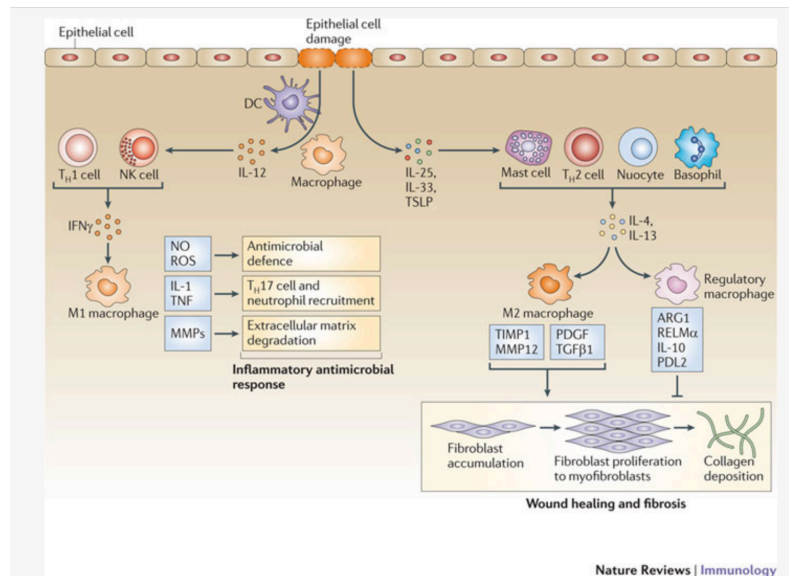 Epithelial cell
Epithelial cell
damage
DC
TH1 cell
NK cell
IL-12
Macrophage
IL-25,
IL-33,
TSLP
Mast cell
TH2 cell
Nuocyte
Basophil
IFNγ
M1 macrophage
NO
ROS
Antimicrobial
defence
IL-1
TNF
TH17 cell and
neutrophil recruitment
MMPs
Extracellular matrix
degradation
Inflammatory antimicrobial
response
IL-4,
IL-13
M2 macrophage
Regulatory
macrophage
TIMP1
MMP12
PDGF
TGFβ1
ARG1
RELMα
IL-10
PDL2
Fibroblast
accumulation
Fibroblast proliferation
to myofibroblasts
Collagen
deposition
Wound healing and fibrosis
Nature Reviews | Immunology